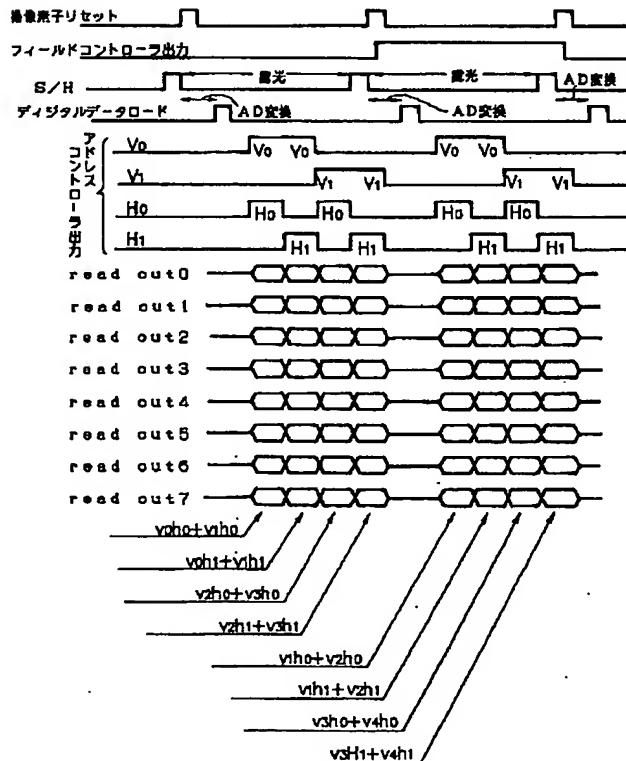 撮像素子リセット
フィールドコントローラ出力
S/H 露光 露光 AD変換
ディジタルデータロード AD変換 AD変換
アドレスコントローラ出力
V0 V0 V0 V0 V0
V1 V1 V1 V1 V1
H0 H0 H0 H0 H0
H1 H1 H1 H1 H1
read out0
read out1
read out2
read out3
read out4
read out5
read out6
read out7
v0h0+v1h0
v0h1+v1h1
v2h0+v3h0
v2h1+v3h1
v1h0+v2h0
v1h1+v2h1
v3h0+v4h0
v3H1+v4h1